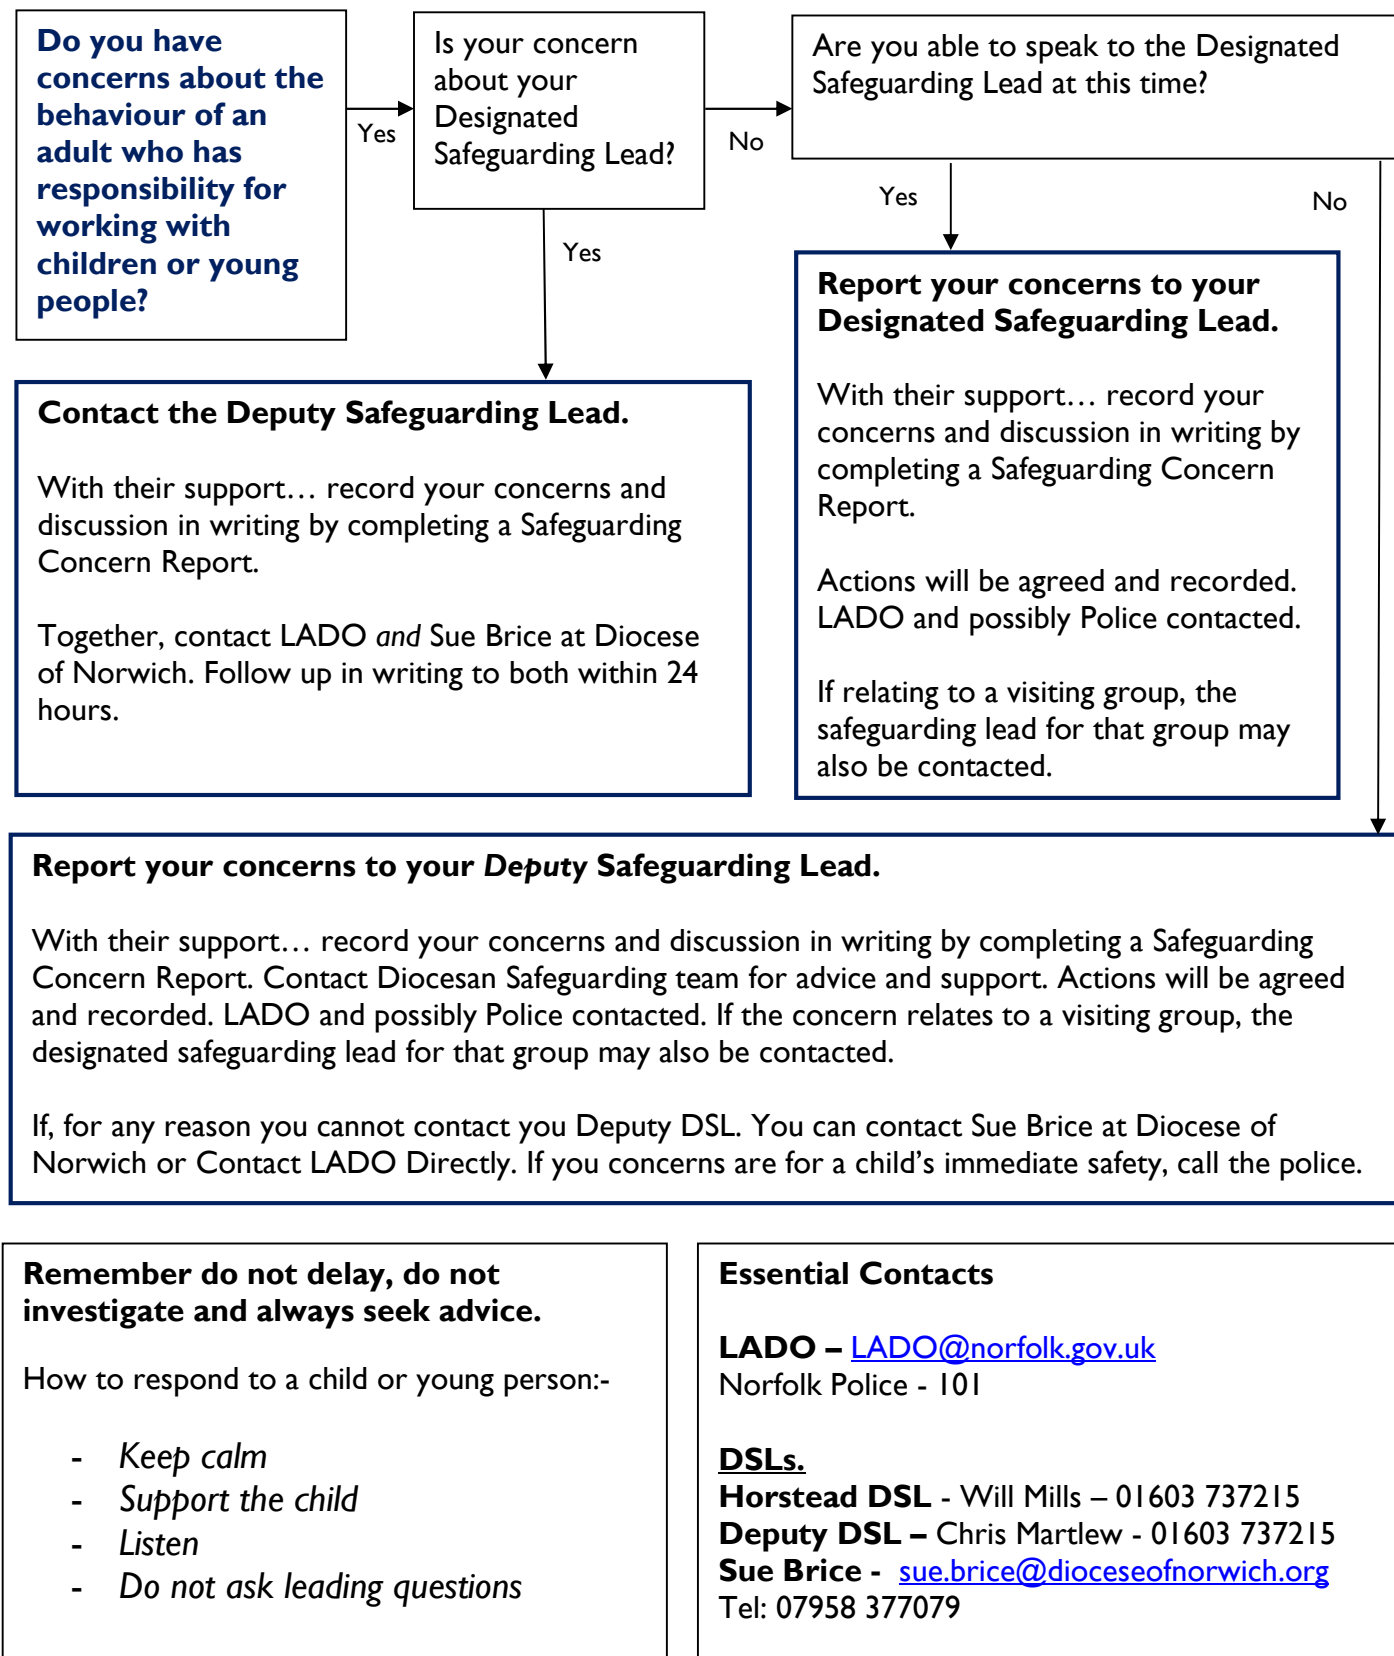 Do you have
concerns about the
behaviour of an
adult who has
responsibility for
working with
children or young
people?
Yes
Is your concern
about your
Designated
Safeguarding Lead?
No
Are you able to speak to the Designated
Safeguarding Lead at this time?
Yes
No
Yes
Contact the Deputy Safeguarding Lead.
With their support… record your concerns and
discussion in writing by completing a Safeguarding
Concern Report.
Together, contact LADO and Sue Brice at Diocese
of Norwich. Follow up in writing to both within 24
hours.
Report your concerns to your
Designated Safeguarding Lead.
With their support… record your
concerns and discussion in writing by
completing a Safeguarding Concern
Report.
Actions will be agreed and recorded.
LADO and possibly Police contacted.
If relating to a visiting group, the
safeguarding lead for that group may
also be contacted.
Report your concerns to your Deputy Safeguarding Lead.
With their support… record your concerns and discussion in writing by completing a Safeguarding
Concern Report. Contact Diocesan Safeguarding team for advice and support. Actions will be agreed
and recorded. LADO and possibly Police contacted. If the concern relates to a visiting group, the
designated safeguarding lead for that group may also be contacted.
If, for any reason you cannot contact you Deputy DSL. You can contact Sue Brice at Diocese of
Norwich or Contact LADO Directly. If you concerns are for a child’s immediate safety, call the police.
Remember do not delay, do not
investigate and always seek advice.
How to respond to a child or young person:-
- Keep calm
- Support the child
- Listen
- Do not ask leading questions
Essential Contacts
LADO – LADO@norfolk.gov.uk
Norfolk Police - 101
DSLs.
Horstead DSL - Will Mills – 01603 737215
Deputy DSL – Chris Martlew - 01603 737215
Sue Brice - sue.brice@dioceseofnorwich.org
Tel: 07958 377079